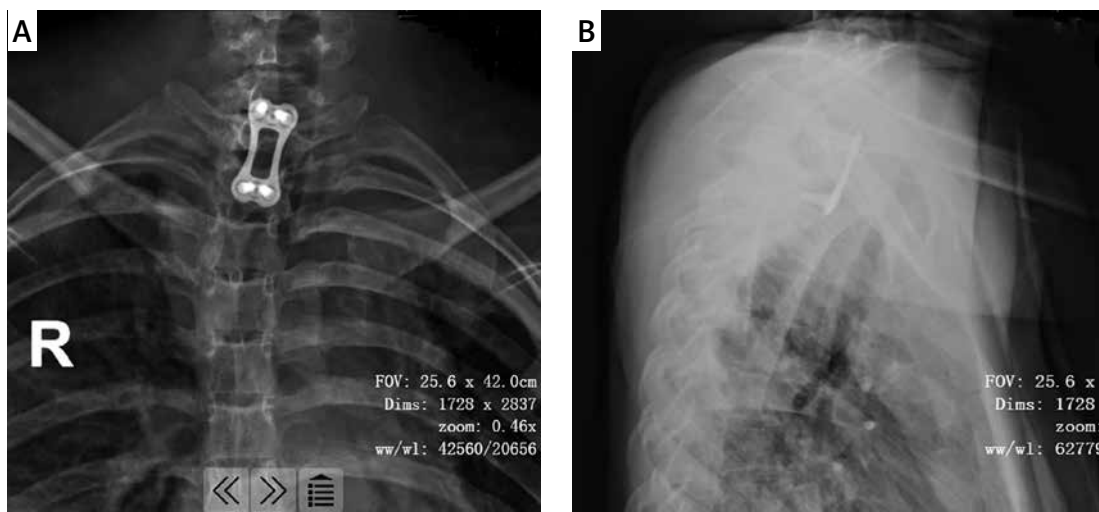 A
B
R
FOV: 25.6 x 42.0cm
Dims: 1728 x 2837
zoom: 0.46x
ww/wl: 42560/20656
FOV: 25.6 x
Dims: 1728
zoom:
ww/wl: 62779